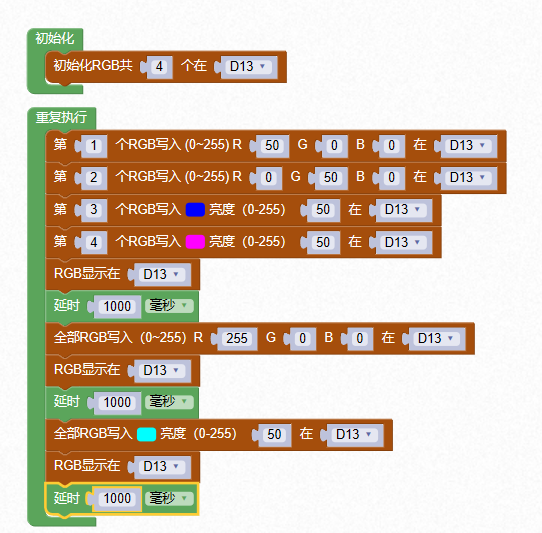 初始化
初始化RGB共 4 个在 D13
重复执行
第 1 个RGB写入 (0~255) R 50 G 0 B 0 在 D13
第 2 个RGB写入 (0~255) R 0 G 50 B 0 在 D13
第 3 个RGB写入 亮度（0-255） 50 在 D13
第 4 个RGB写入 亮度（0-255） 50 在 D13
RGB显示在 D13
延时 1000 毫秒
全部RGB写入（0~255）R 255 G 0 B 0 在 D13
RGB显示在 D13
延时 1000 毫秒
全部RGB写入 亮度（0-255） 50 在 D13
RGB显示在 D13
延时 1000 毫秒